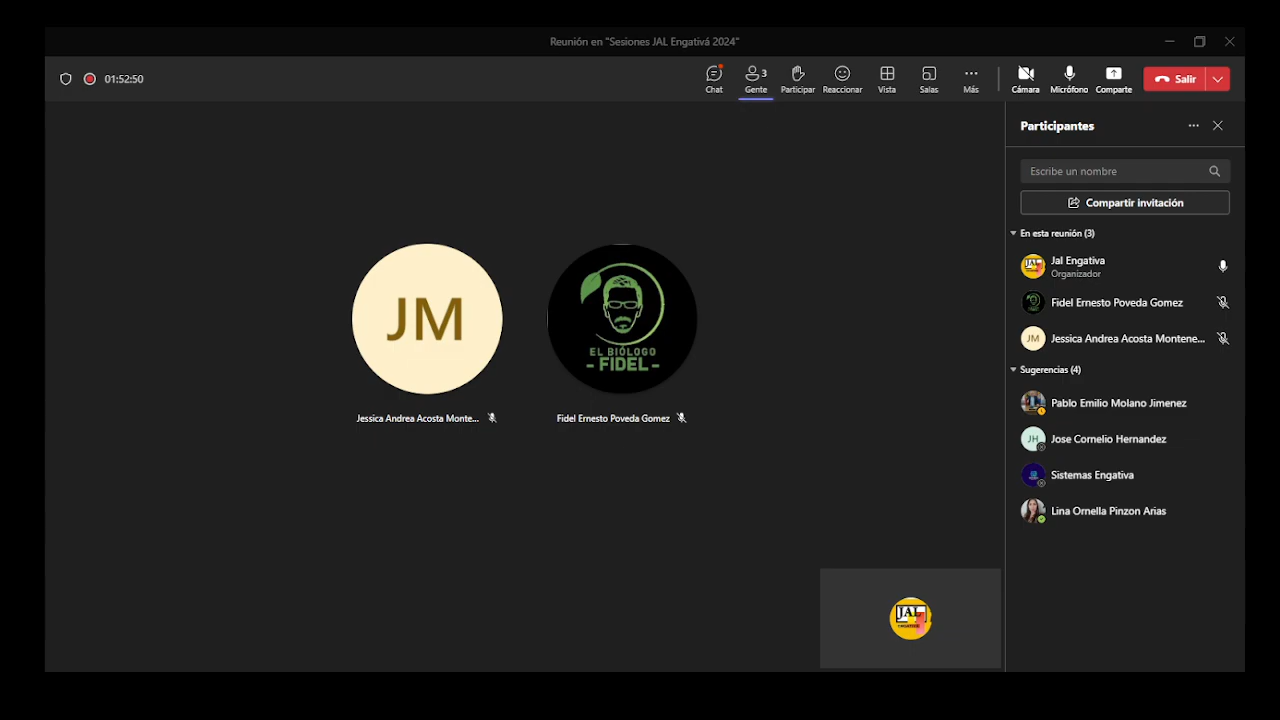 Reunión en "Sesiones JAL Engativá 2024"
01:52:50
Chat
3
Gente
Participar
Reaccionar
Vista
Salas
Más
Cámara
Micrófono
Comparte
Salir
Participantes
Escribe un nombre
Compartir invitación
En esta reunión (3)
Jal Engativa
Organizador
Fidel Ernesto Poveda Gomez
JM
Jessica Andrea Acosta Montene...
Sugerencias (4)
Pablo Emilio Molano Jimenez
JH
Jose Cornelio Hernandez
Sistemas Engativa
Lina Ornella Pinzon Arias
JM
Jessica Andrea Acosta Monte...
EL BIÓLOGO
- FIDEL -
Fidel Ernesto Poveda Gomez
JAL